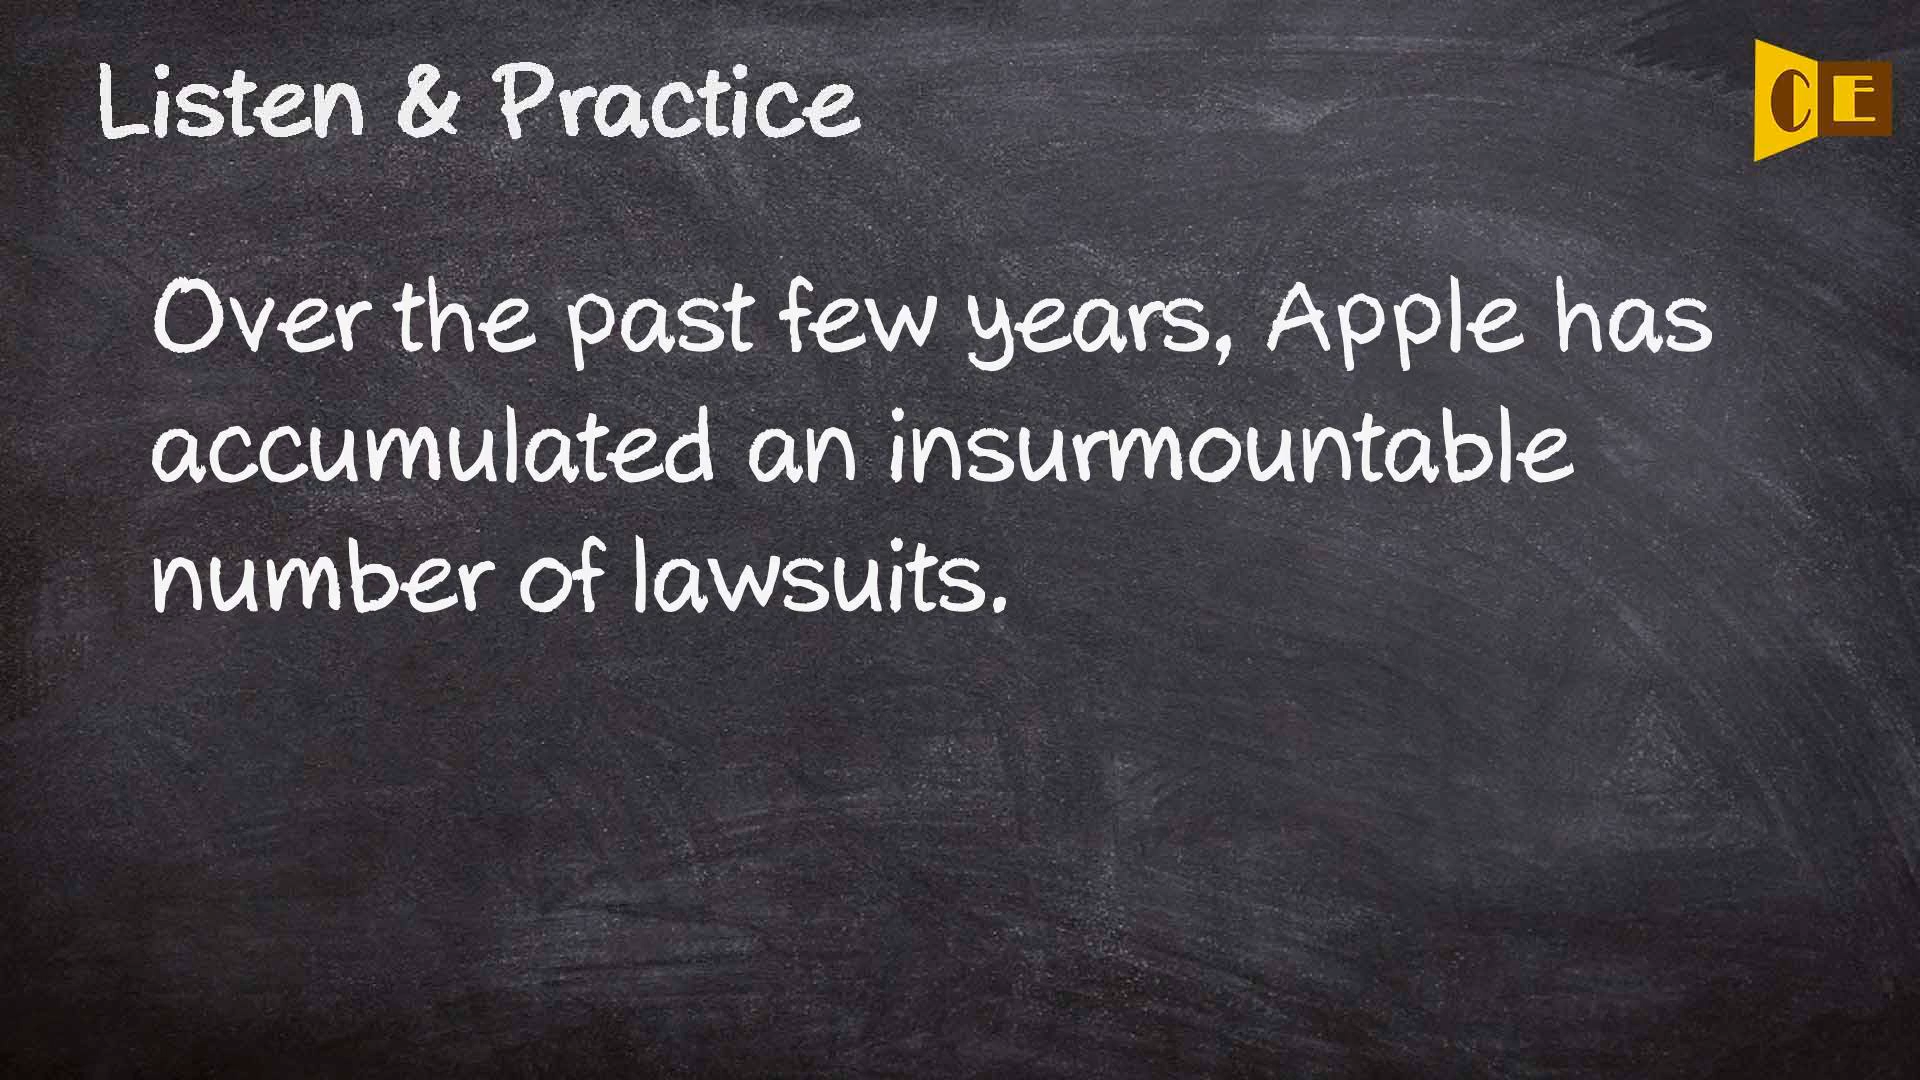 Listen & Practice
CE
Over the past few years, Apple has
accumulated an insurmountable
number of lawsuits.